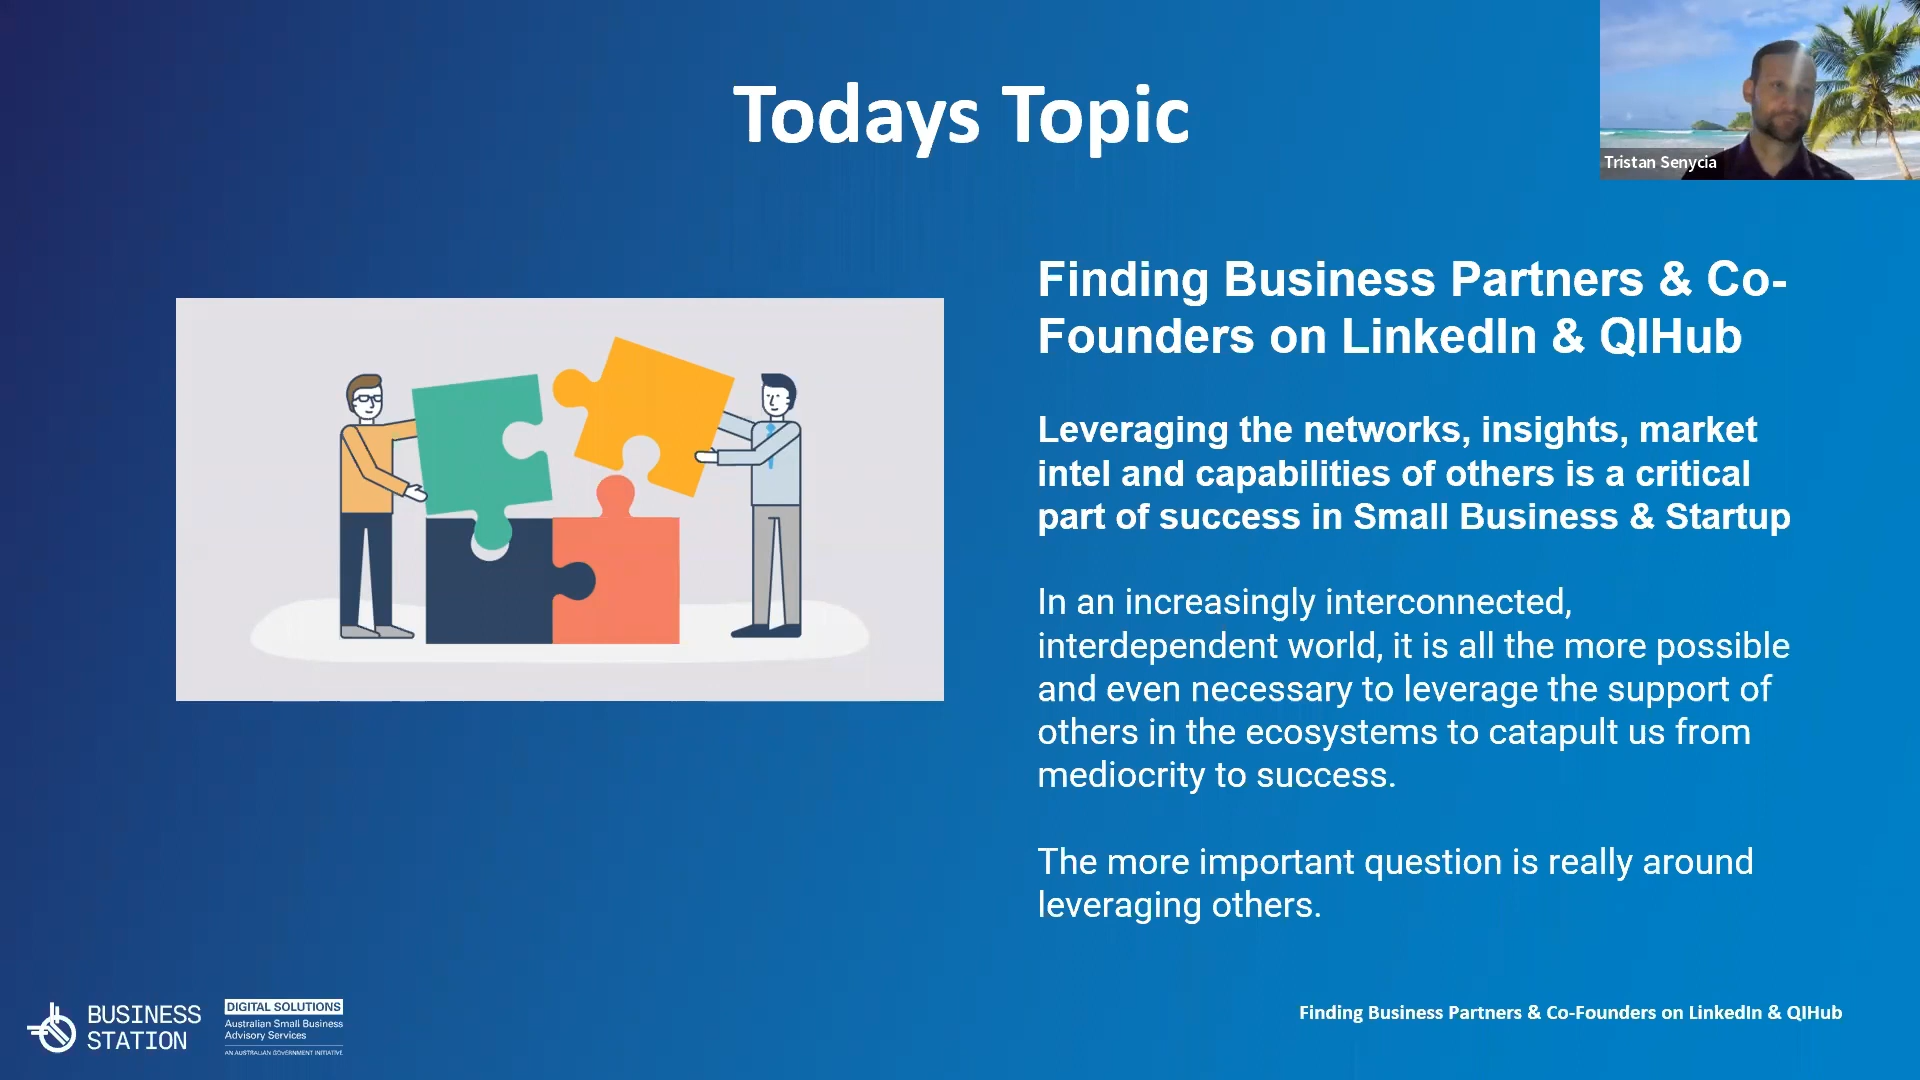 Todays Topic
Tristan Senycia
Finding Business Partners & Co-
Founders on LinkedIn & QIHub
Leveraging the networks, insights, market
intel and capabilities of others is a critical
part of success in Small Business & Startup
In an increasingly interconnected,
interdependent world, it is all the more possible
and even necessary to leverage the support of
others in the ecosystems to catapult us from
mediocrity to success.
The more important question is really around
leveraging others.
BUSINESS
STATION
DIGITAL SOLUTIONS
Australian Small Business
Advisory Services
AN AUSTRALIAN GOVERNMENT INITIATIVE
Finding Business Partners & Co-Founders on LinkedIn & QIHub